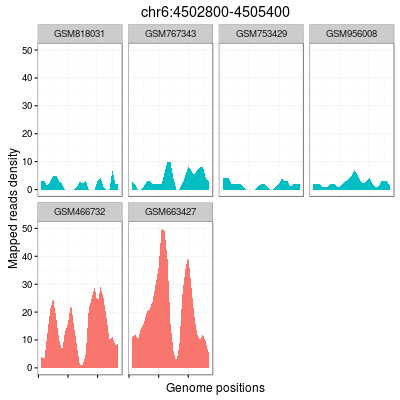 chr6:4502800-4505400
GSM818031 GSM767343 GSM753429 GSM956008
50
40
30
20
10
0
Mapped reads density
GSM466732 GSM663427
50
40
30
20
10
0
Genome positions